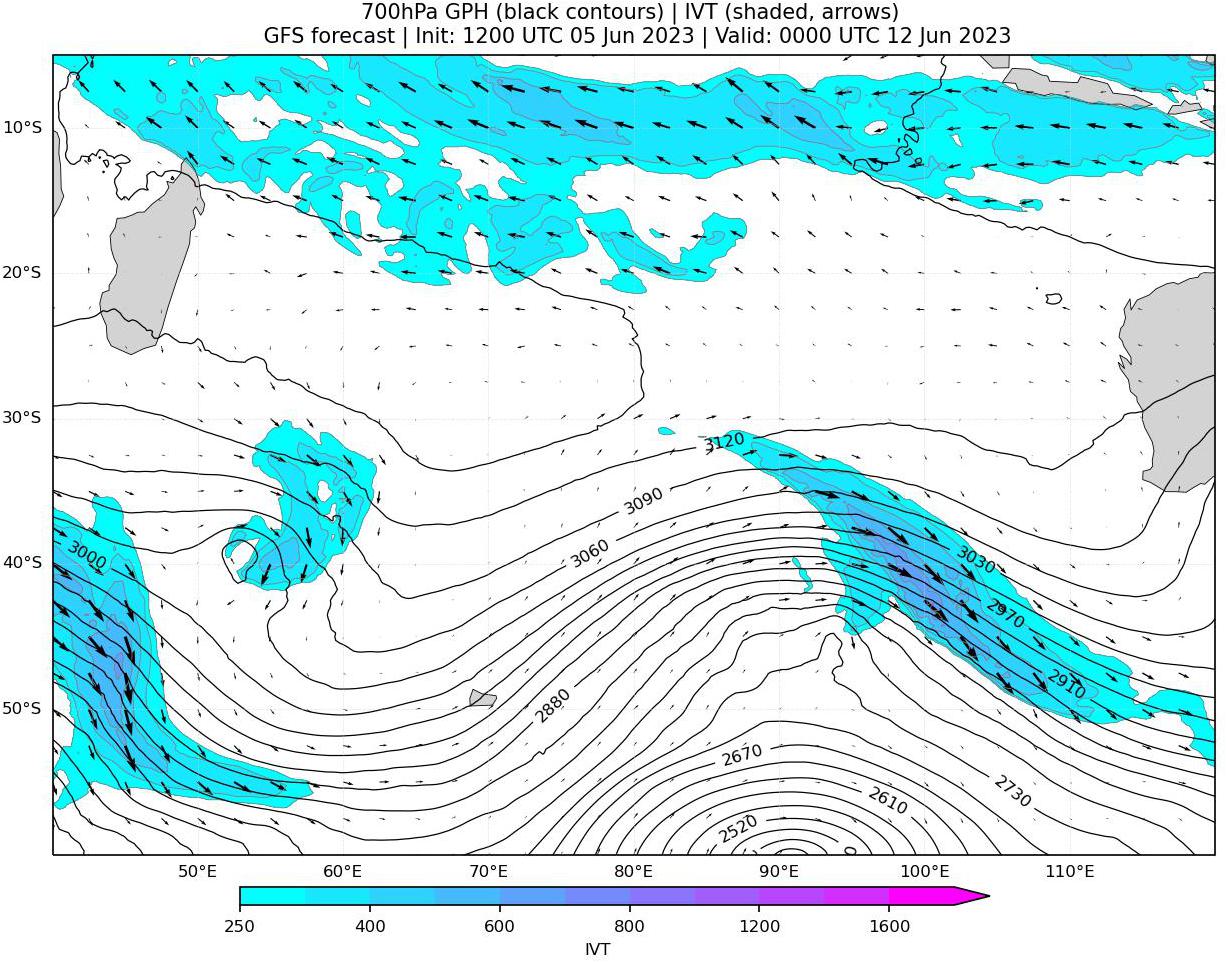 700hPa GPH (black contours) | IVT (shaded, arrows)
GFS forecast | Init: 1200 UTC 05 Jun 2023 | Valid: 0000 UTC 12 Jun 2023
10°S
20°S
30°S
3120
3090
3060
3000
3030
40°S
2970
2910
2880
50°S
2670
2730
2610
2520
0
50°E 60°E 70°E 80°E 90°E 100°E 110°E
250 400 600 800 1200 1600
IVT